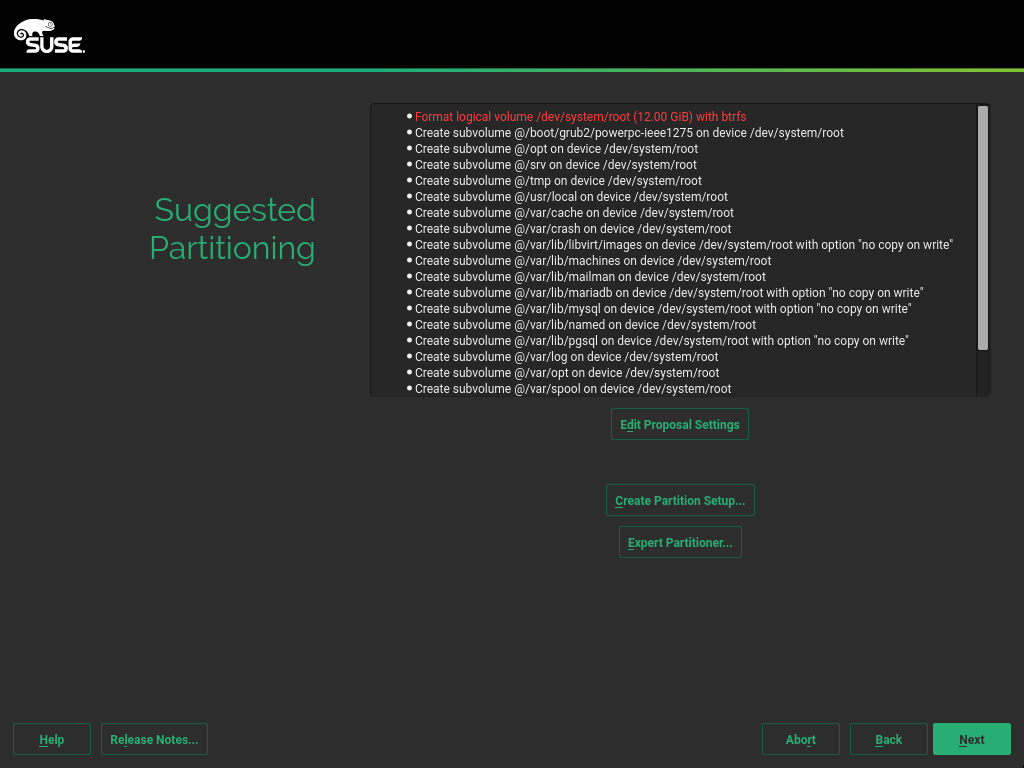 SUSE.
Suggested
Partitioning
Format logical volume /dev/system/root (12.00 GiB) with btrfs
Create subvolume @/boot/grub2/powerpc-ieee1275 on device /dev/system/root
Create subvolume @/opt on device /dev/system/root
Create subvolume @/srv on device /dev/system/root
Create subvolume @/tmp on device /dev/system/root
Create subvolume @/usr/local on device /dev/system/root
Create subvolume @/var/cache on device /dev/system/root
Create subvolume @/var/crash on device /dev/system/root
Create subvolume @/var/lib/libvirt/images on device /dev/system/root with option "no copy on write"
Create subvolume @/var/lib/machines on device /dev/system/root
Create subvolume @/var/lib/mailman on device /dev/system/root
Create subvolume @/var/lib/mariadb on device /dev/system/root with option "no copy on write"
Create subvolume @/var/lib/mysql on device /dev/system/root with option "no copy on write"
Create subvolume @/var/lib/named on device /dev/system/root
Create subvolume @/var/lib/pgsql on device /dev/system/root with option "no copy on write"
Create subvolume @/var/log on device /dev/system/root
Create subvolume @/var/opt on device /dev/system/root
Create subvolume @/var/spool on device /dev/system/root
Edit Proposal Settings
Create Partition Setup...
Expert Partitioner...
Help
Release Notes...
Abort
Back
Next